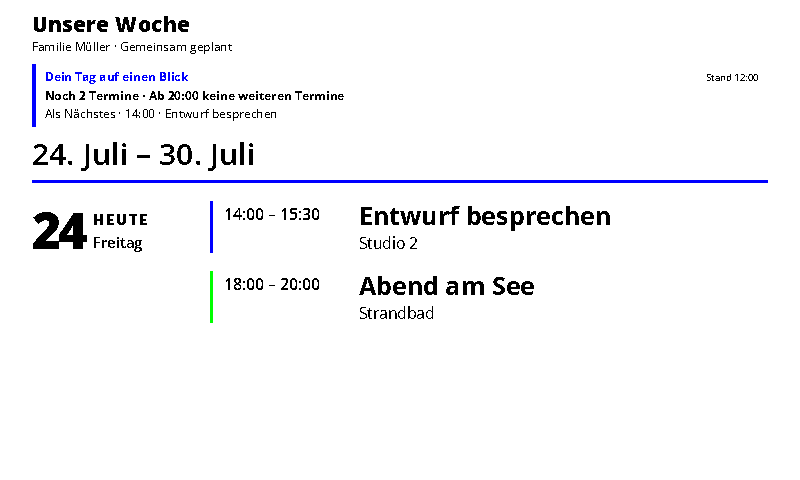 Unsere Woche
Familie Müller · Gemeinsam geplant
Dein Tag auf einen Blick
Stand 12:00
Noch 2 Termine · Ab 20:00 keine weiteren Termine
Als Nächstes · 14:00 · Entwurf besprechen
24. Juli – 30. Juli
24 HEUTE
Freitag
14:00 – 15:30 Entwurf besprechen
Studio 2
18:00 – 20:00 Abend am See
Strandbad